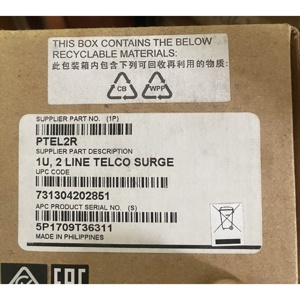 THIS BOX CONTAINS THE BELOW
RECYCLABLE MATERIALS:
此包装箱内包含下列可回收再利用的物质:
CB
WPP
SUPPLIER PART NO. (1P)
PTEL2R
SUPPLIER PART DESCRIPTION
1U, 2 LINE TELCO SURGE
UPC CODE
731304202851
APC PRODUCT SERIAL NO. (S)
5P1709T36311
MADE IN PHILIPPINES
EAC